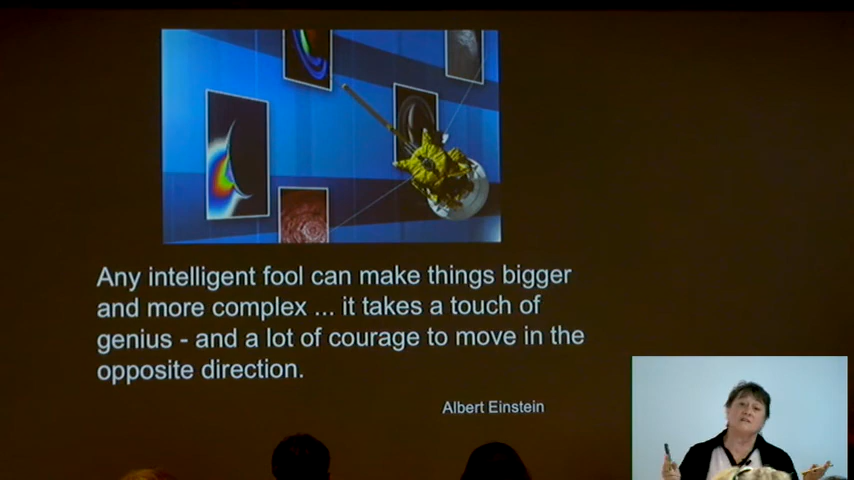 Any intelligent fool can make things bigger
and more complex ... it takes a touch of
genius - and a lot of courage to move in the
opposite direction.
Albert Einstein